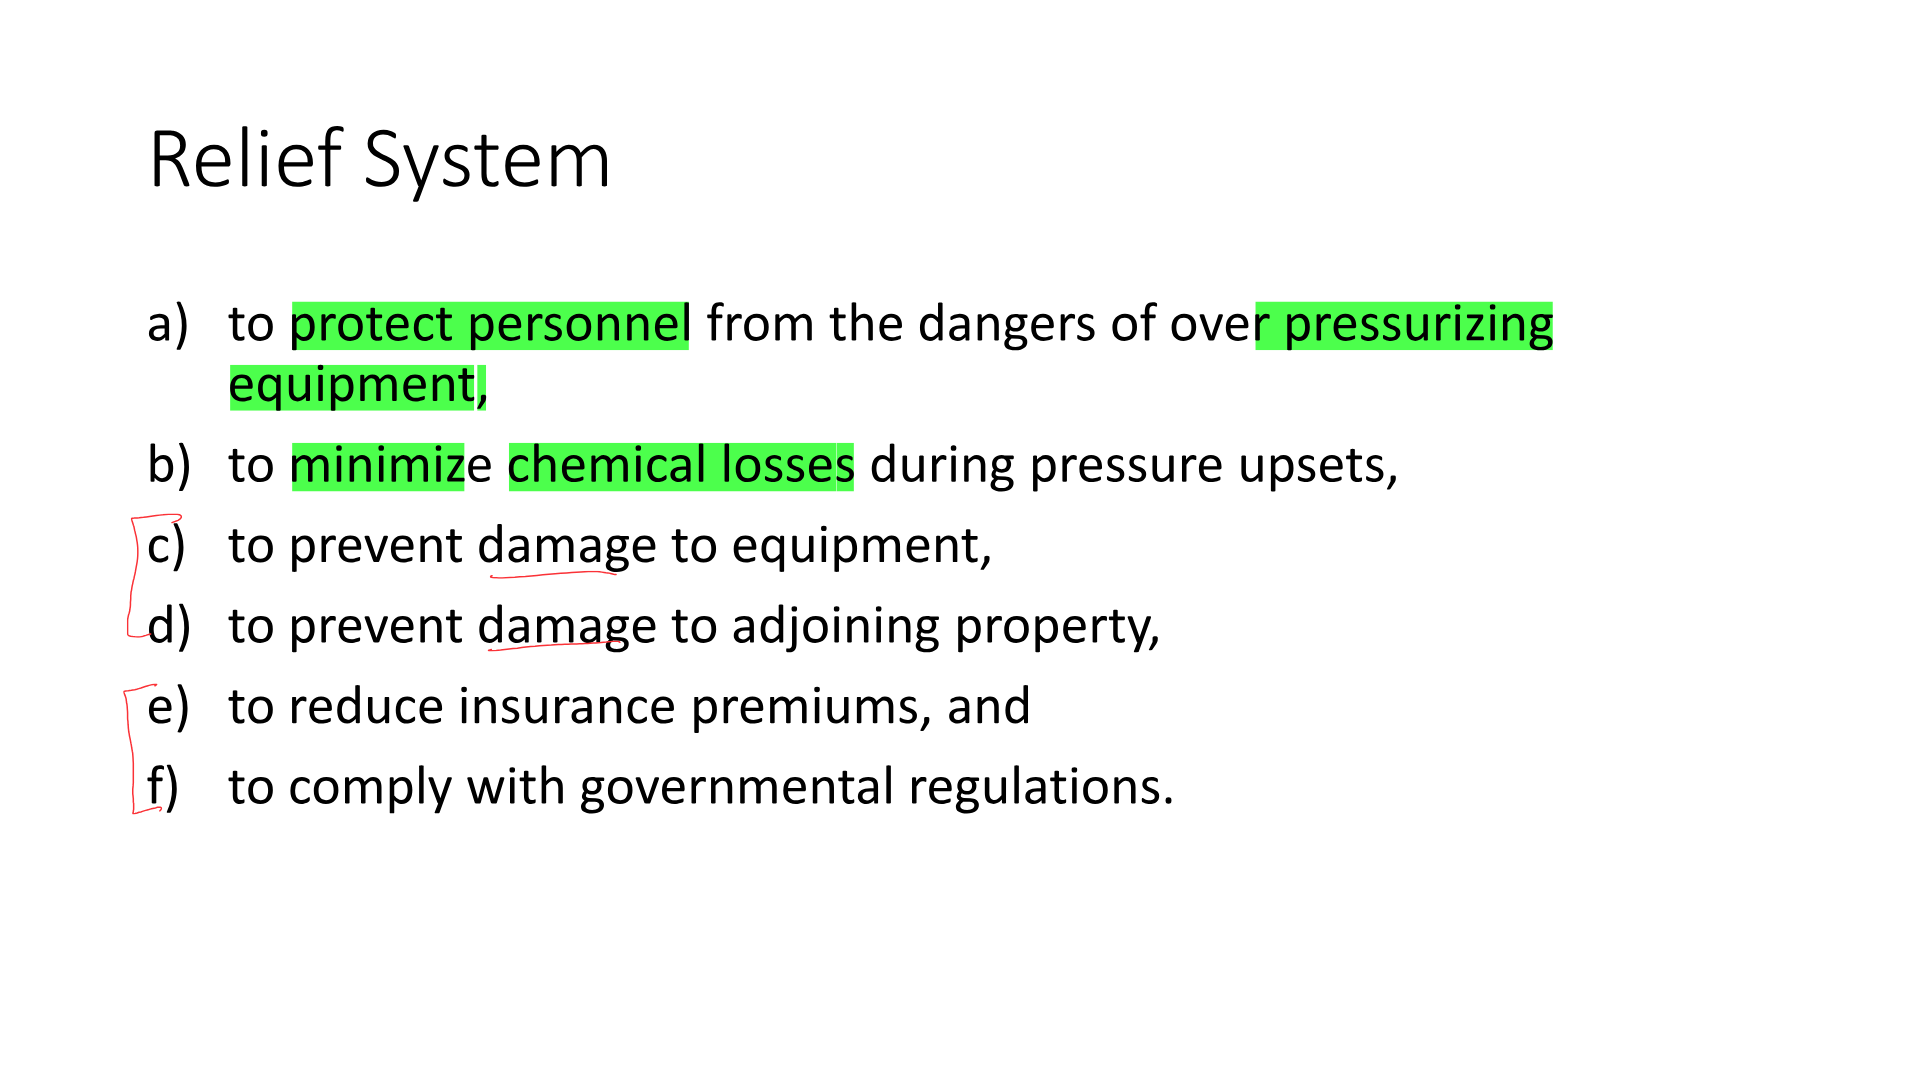 Relief System
a) to protect personnel from the dangers of over pressurizing
equipment,
b) to minimize chemical losses during pressure upsets,
c) to prevent damage to equipment,
d) to prevent damage to adjoining property,
e) to reduce insurance premiums, and
f) to comply with governmental regulations.